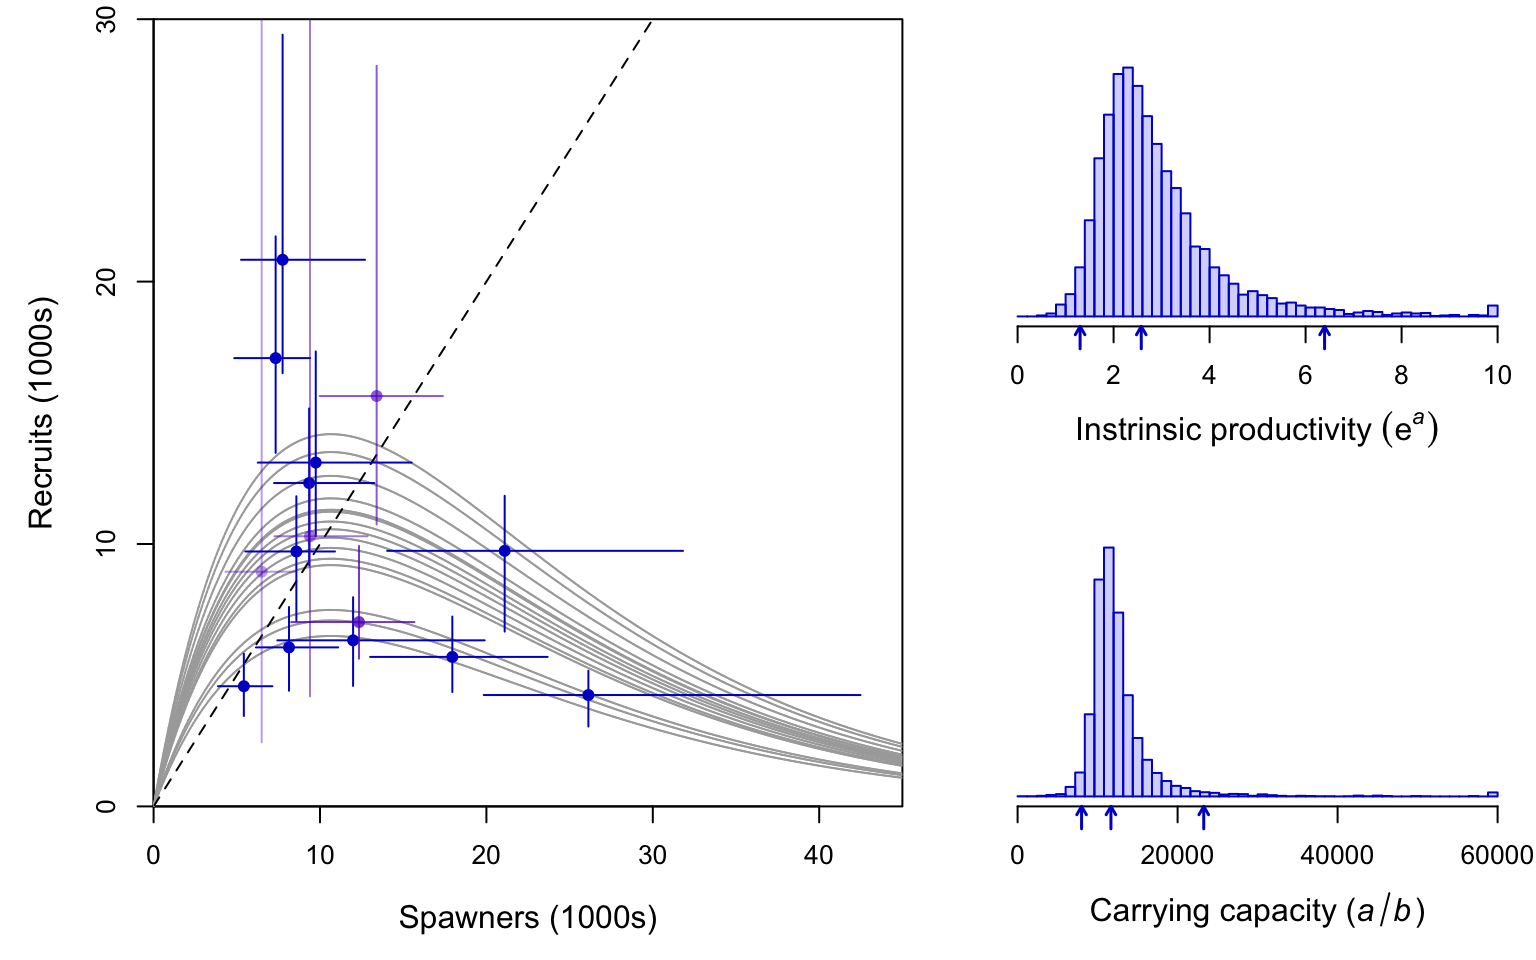 30
20
10
0
Recruits (1000s)
0 10 20 30 40
Spawners (1000s)
0 2 4 6 8 10
Instrinsic productivity (eᵃ)
0 20000 40000 60000
Carrying capacity (a/b)